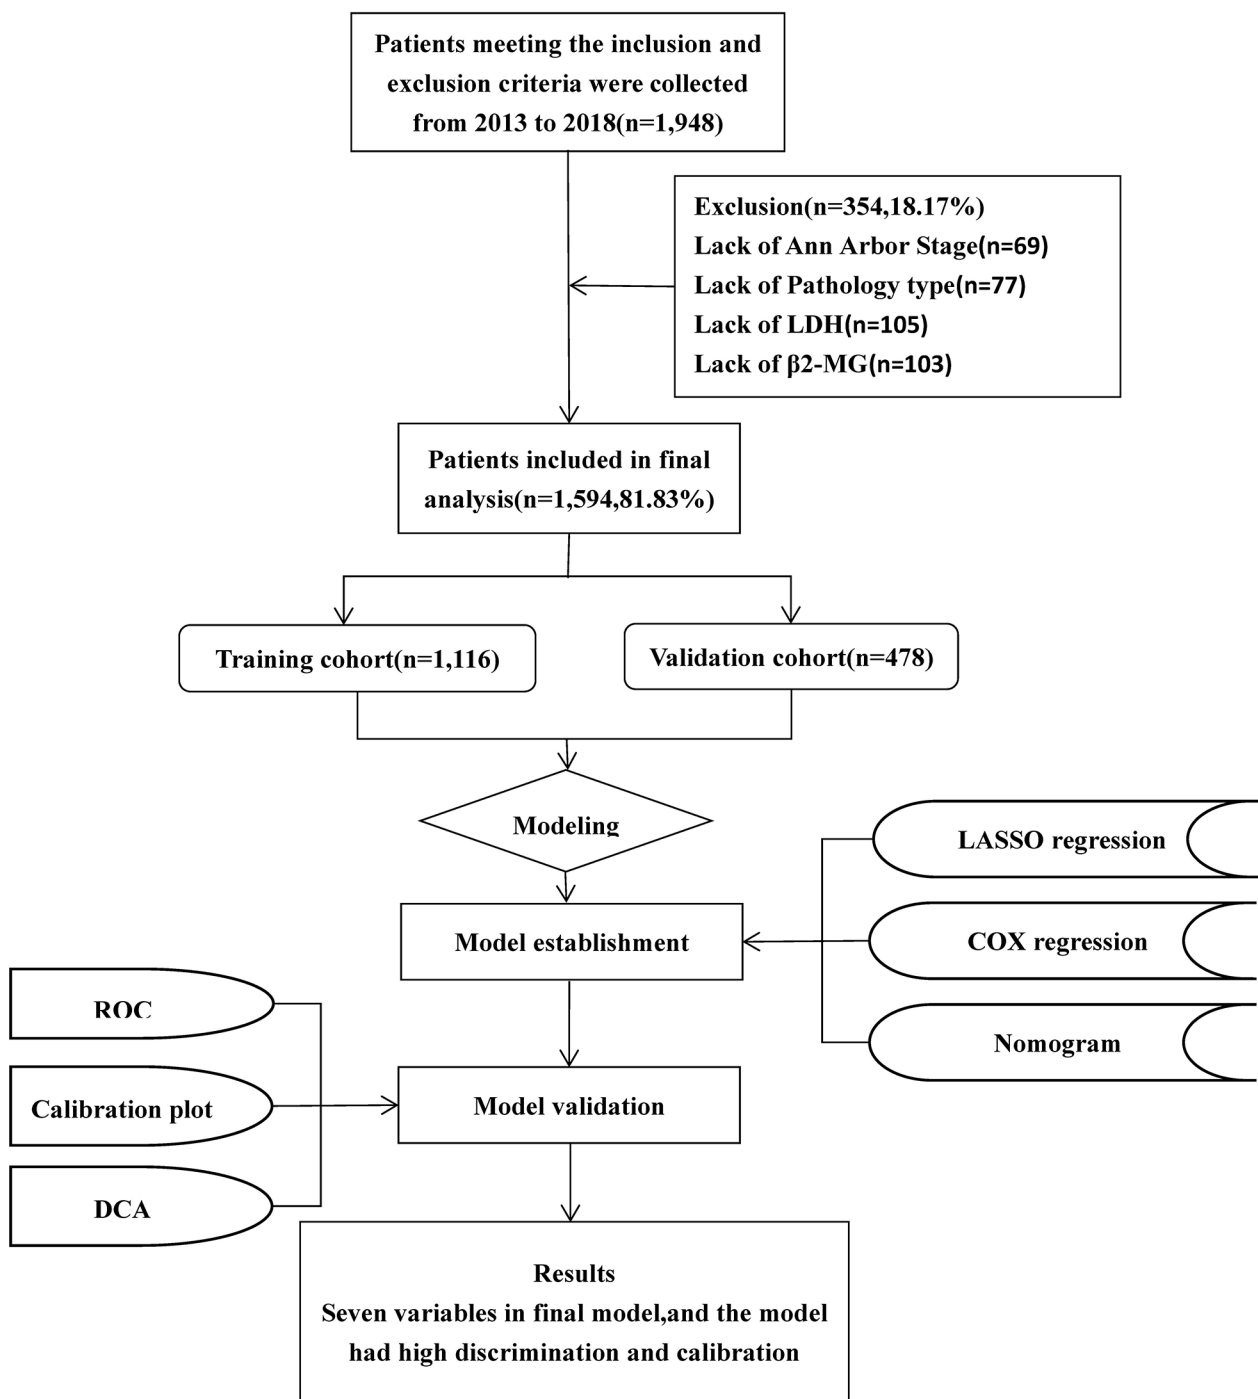 Patients meeting the inclusion and
exclusion criteria were collected
from 2013 to 2018(n=1,948)
Exclusion(n=354,18.17%)
Lack of Ann Arbor Stage(n=69)
Lack of Pathology type(n=77)
Lack of LDH(n=105)
Lack of β2-MG(n=103)
Patients included in final
analysis(n=1,594,81.83%)
Training cohort(n=1,116)
Validation cohort(n=478)
Modeling
LASSO regression
Model establishment
COX regression
Nomogram
ROC
Calibration plot
Model validation
DCA
Results
Seven variables in final model,and the model
had high discrimination and calibration